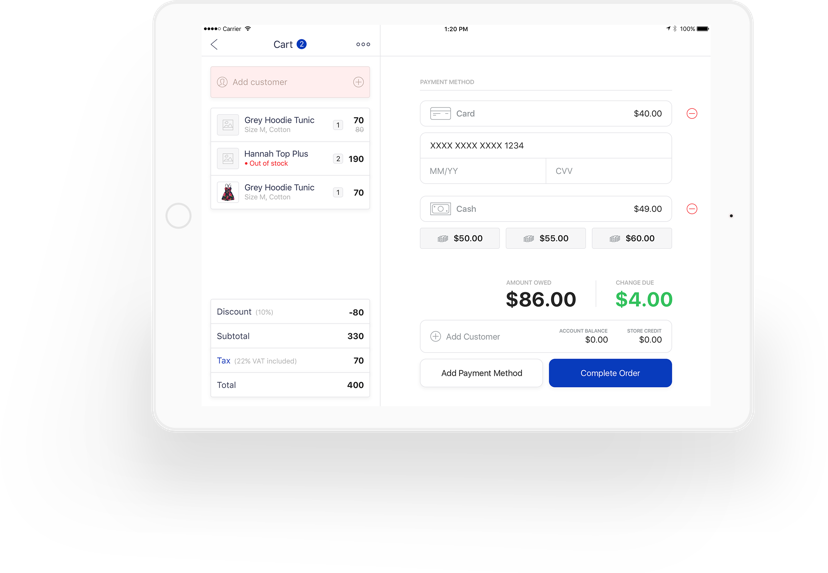 Carrier
1:20 PM
100%
Cart 2
Add customer
Grey Hoodie Tunic 1 70
Size M, Cotton 80
Hannah Top Plus 2 190
Out of stock
Grey Hoodie Tunic 1 70
Size M, Cotton
Discount (10%) -80
Subtotal 330
Tax (22% VAT included) 70
Total 400
PAYMENT METHOD
Card $40.00
XXXX XXXX XXXX 1234
MM/YY CVV
Cash $49.00
$50.00 $55.00 $60.00
AMOUNT OWED CHANGE DUE
$86.00 $4.00
Add Customer
ACCOUNT BALANCE STORE CREDIT
$0.00 $0.00
Add Payment Method Complete Order